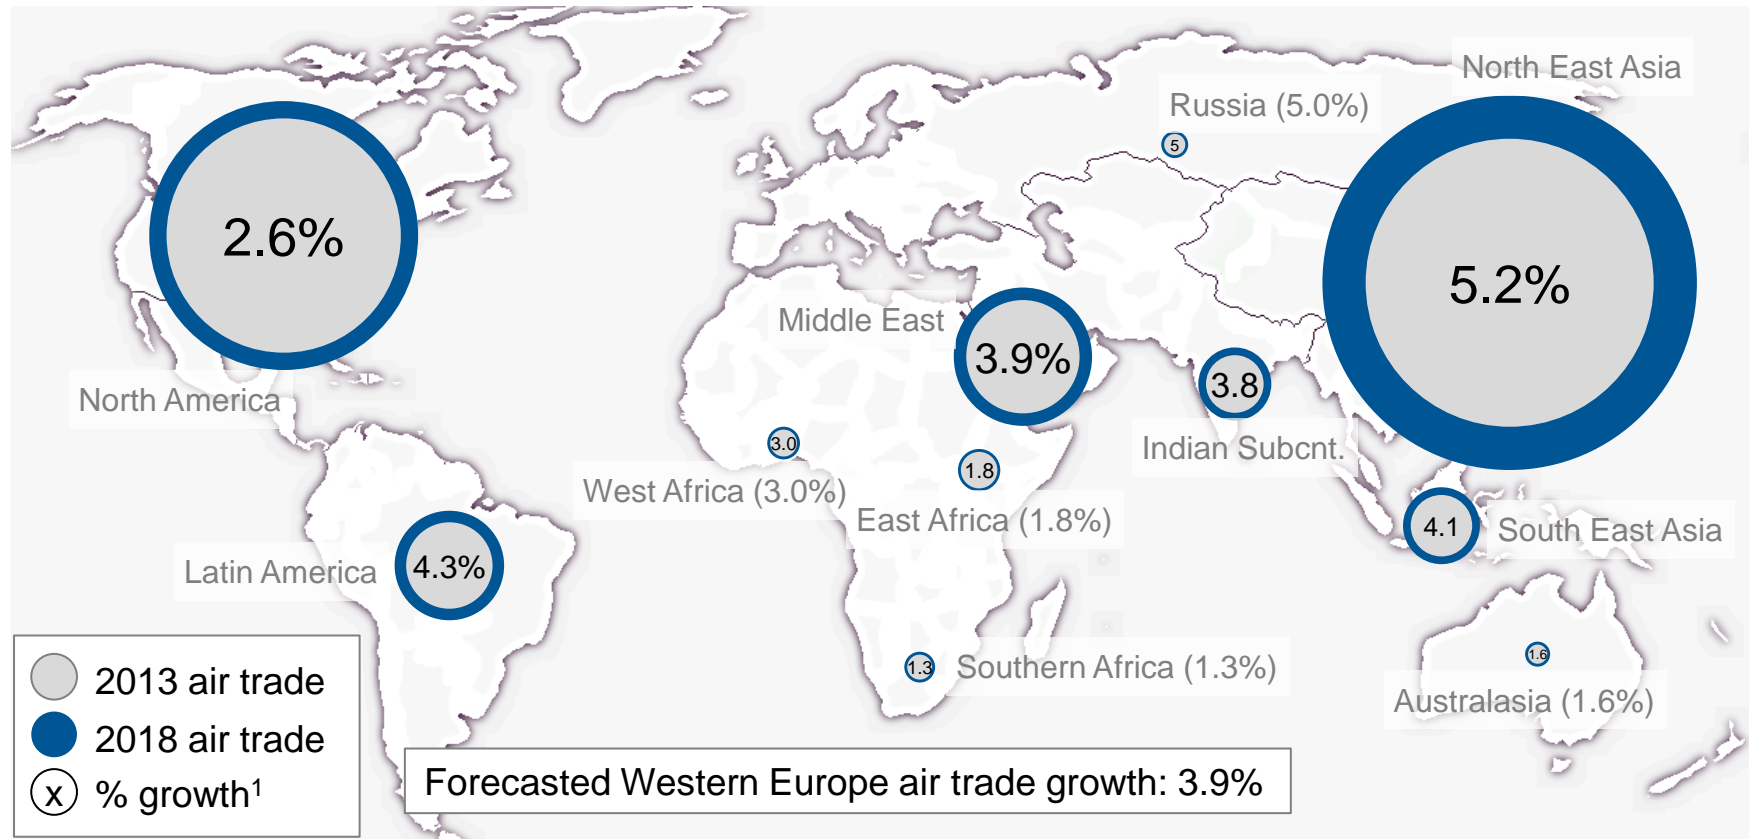 North East Asia
Russia (5.0%)
5
2.6%
5.2%
Middle East
3.9%
3.8
North America
Indian Subcnt.
3.0
1.8
West Africa (3.0%)
East Africa (1.8%)
4.1
South East Asia
Latin America
4.3%
1.3
Southern Africa (1.3%)
1.6
Australasia (1.6%)
2013 air trade
2018 air trade
x % growth¹
Forecasted Western Europe air trade growth: 3.9%